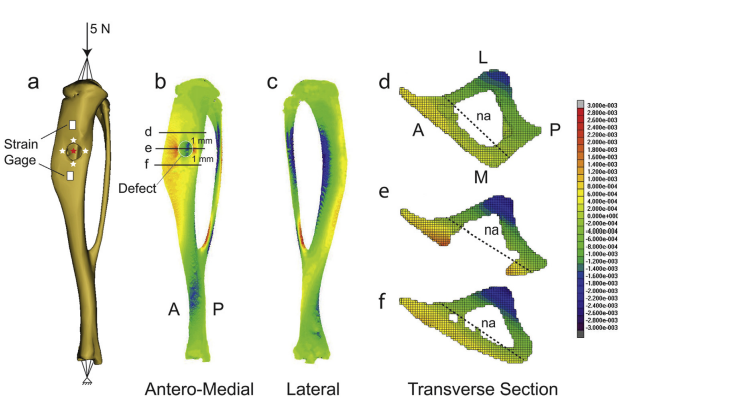 5 N
a
b
c
d
L
Strain
Gage
d
e
f
1 mm
1 mm
Defect
A
P
na
A
P
M
e
na
f
na
3.000e-003
2.800e-003
2.600e-003
2.400e-003
2.200e-003
2.000e-003
1.800e-003
1.600e-003
1.400e-003
1.200e-003
1.000e-003
8.000e-004
6.000e-004
4.000e-004
2.000e-004
0.000e+000
-2.000e-004
-4.000e-004
-6.000e-004
-8.000e-004
-1.000e-003
-1.200e-003
-1.400e-003
-1.600e-003
-1.800e-003
-2.000e-003
-2.200e-003
-2.400e-003
-2.600e-003
-2.800e-003
-3.000e-003
Antero-Medial
Lateral
Transverse Section